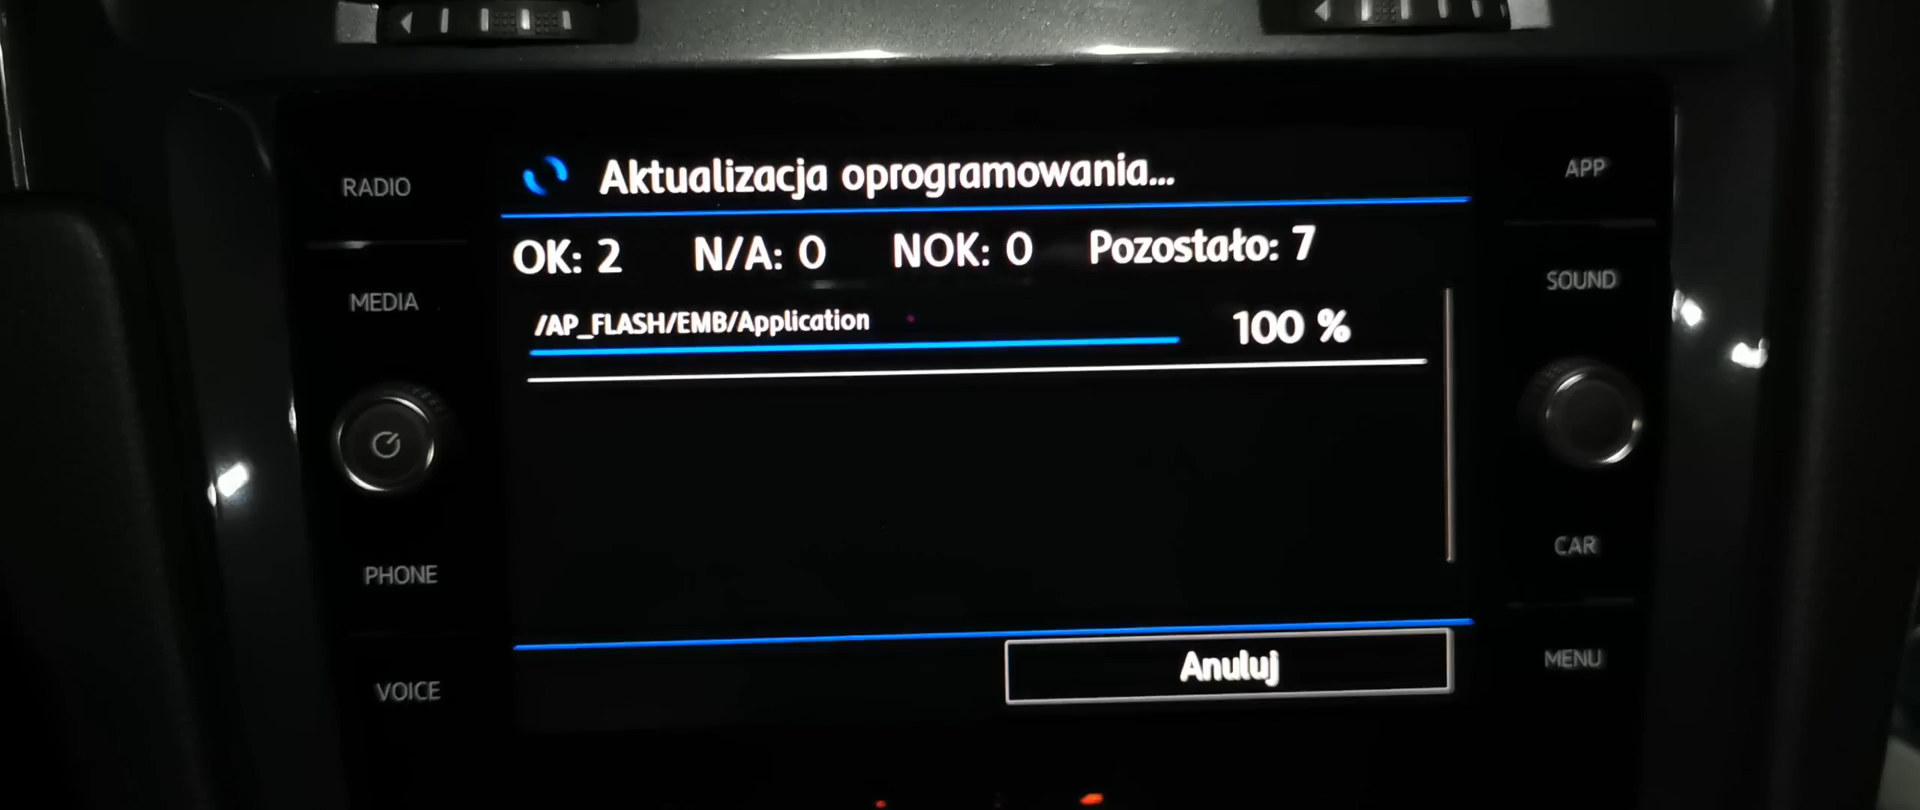 RADIO
MEDIA
PHONE
VOICE
Aktualizacja oprogramowania...
OK: 2 N/A: 0 NOK: 0 Pozostało: 7
/AP_FLASH/EMB/Application 100 %
Anuluj
APP
SOUND
CAR
MENU